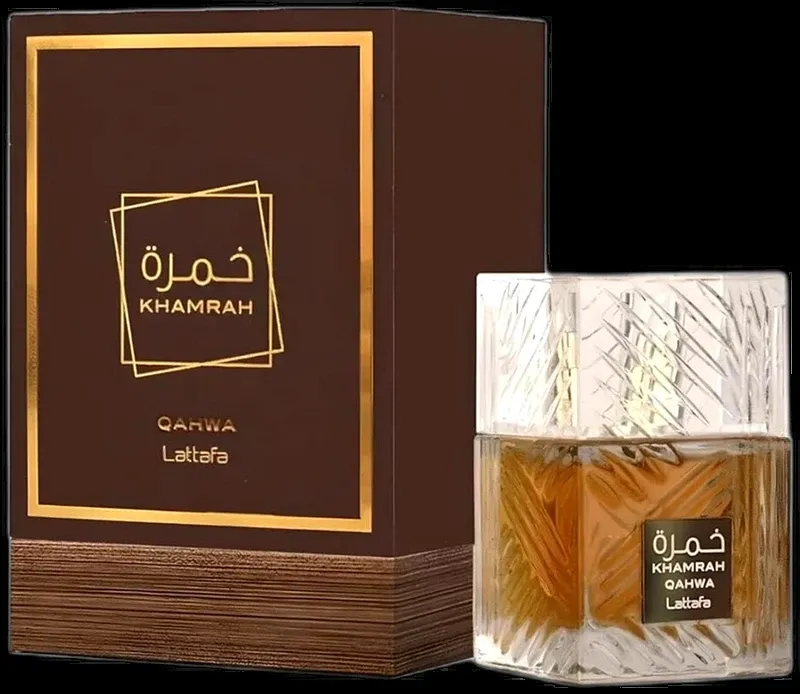 خمرة
KHAMRAH
QAHWA
Lattafa
خمرة
KHAMRAH
QAHWA
Lattafa